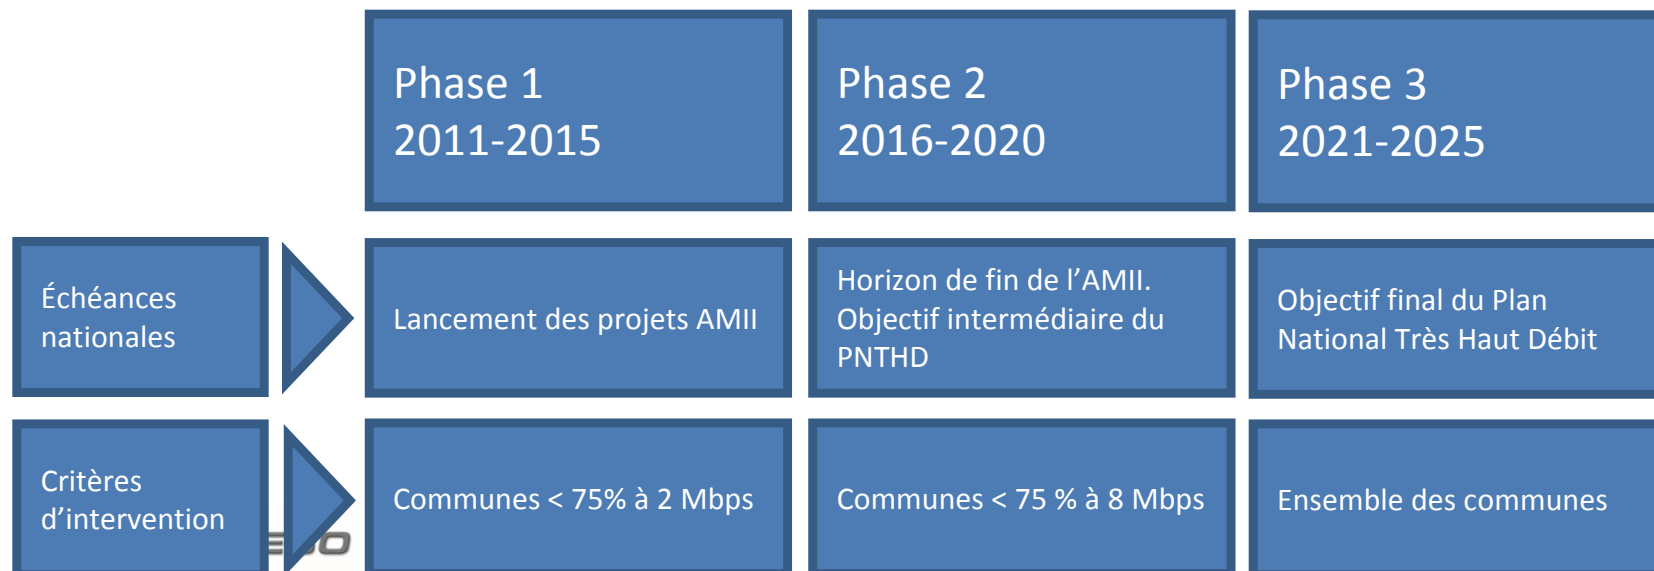 Phase 1
2011-2015
Phase 2
2016-2020
Phase 3
2021-2025
Échéances
nationales
Lancement des projets AMII
Horizon de fin de l’AMII.
Objectif intermédiaire du
PNTHD
Objectif final du Plan
National Très Haut Débit
Critères
d’intervention
Communes < 75% à 2 Mbps
Communes < 75 % à 8 Mbps
Ensemble des communes